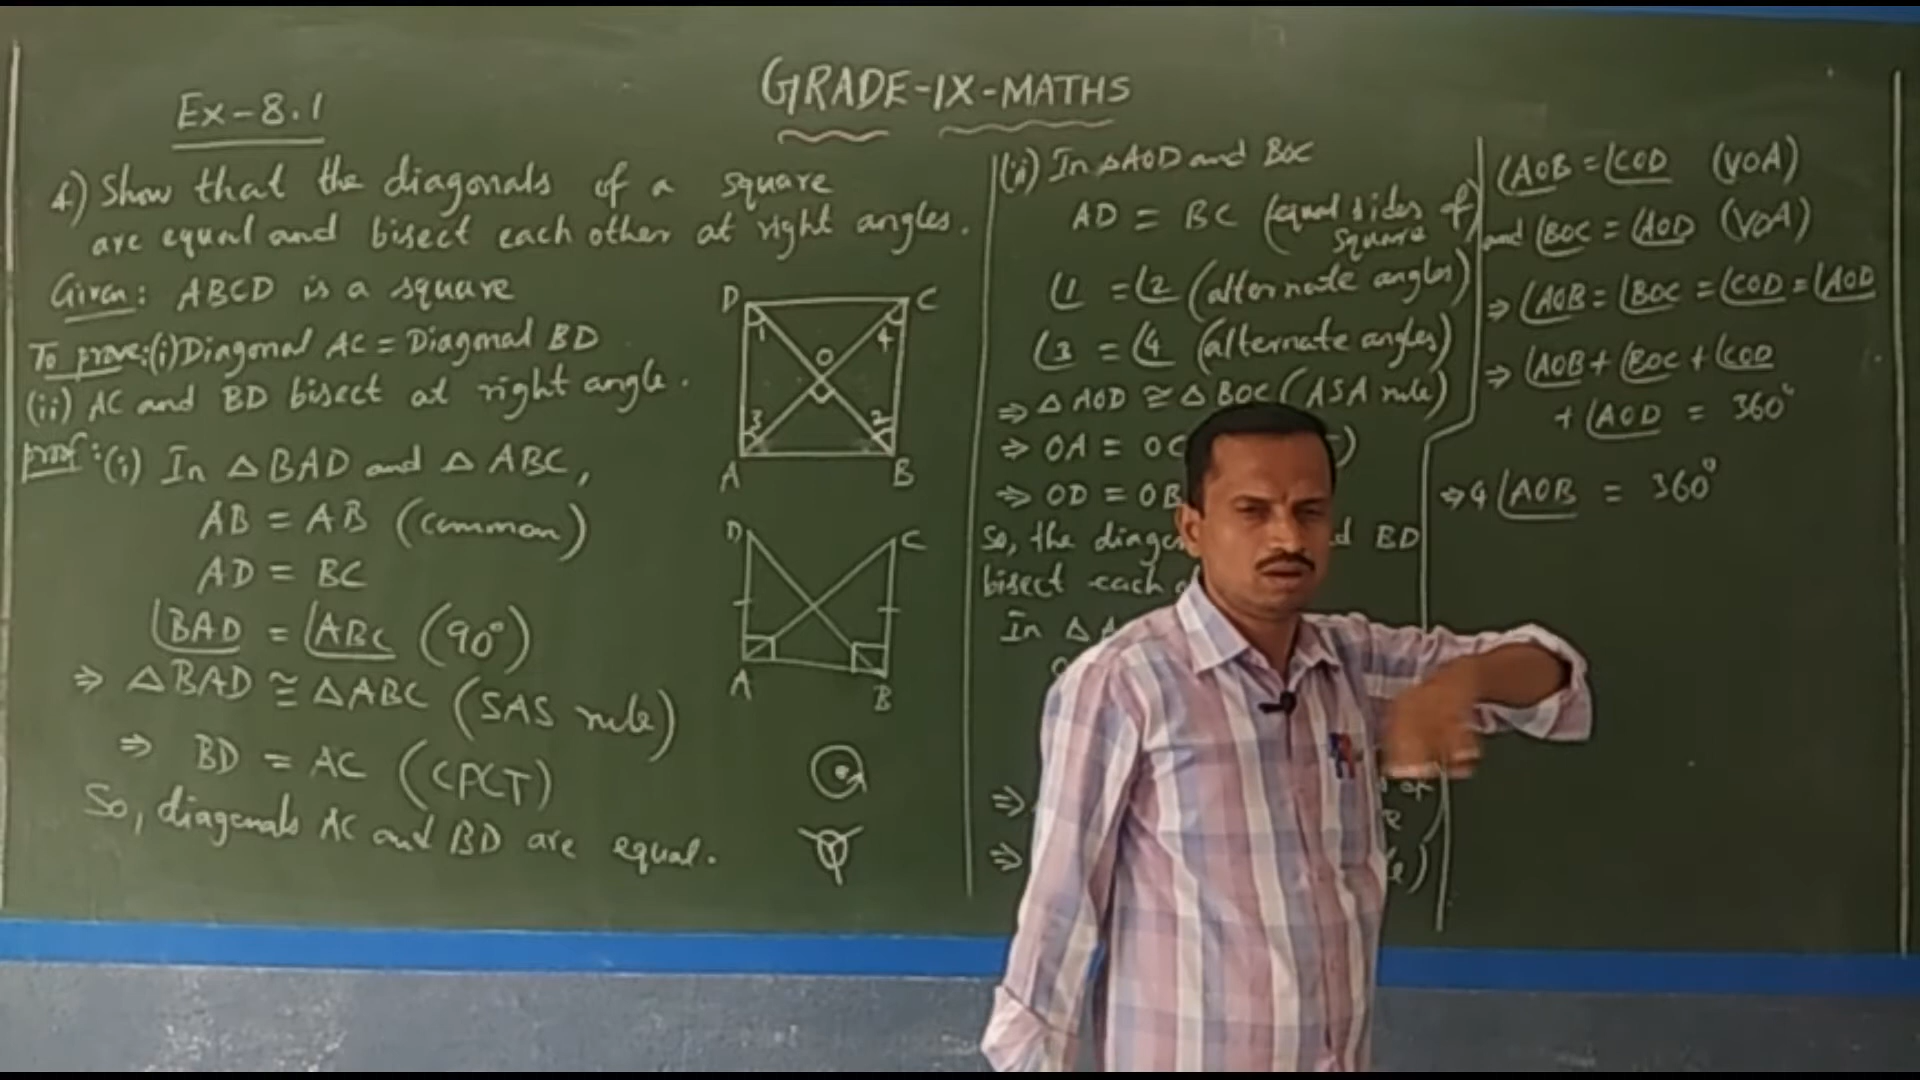 GRADE-IX-MATHS
Ex-8.1
4) Show that the diagonals of a square
are equal and bisect each other at right angles.
Given: ABCD is a square
To prove: (i) Diagonal AC = Diagonal BD
(ii) AC and BD bisect at right angle.
proof: (i) In △BAD and △ABC,
AB = AB (common)
AD = BC
∠BAD = ∠ABC (90°)
⇒ △BAD ≅ △ABC (SAS rule)
⇒ BD = AC (CPCT)
So, diagonals AC and BD are equal.
D C
1 O 4
3 2
A B
D C
A B
(ii) In △AOD and BOC
AD = BC (equal sides of
square)
∠1 = ∠2 (alternate angles)
∠3 = ∠4 (alternate angles)
⇒ △AOD ≅ △BOC (ASA rule)
⇒ OA = OC
⇒ OD = OB
So, the BD
bisect each
In △
∠AOB = ∠COD (VOA)
and ∠BOC = ∠AOD (VOA)
⇒ ∠AOB = ∠BOC = ∠COD = ∠AOD
⇒ ∠AOB + ∠BOC + ∠COD
+ ∠AOD = 360°
⇒ 4 ∠AOB = 360°